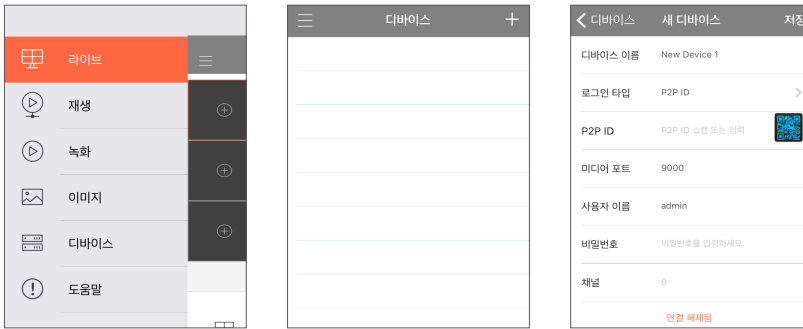 라이브
재생
녹화
이미지
디바이스
도움말
디바이스
디바이스 새 디바이스 저장
디바이스 이름 New Device 1
로그인 타입 P2P ID
P2P ID P2P ID 스캔 또는 입력
미디어 포트 9000
사용자 이름 admin
비밀번호 비밀번호를 입력하세요.
채널 8
연결 해제됨